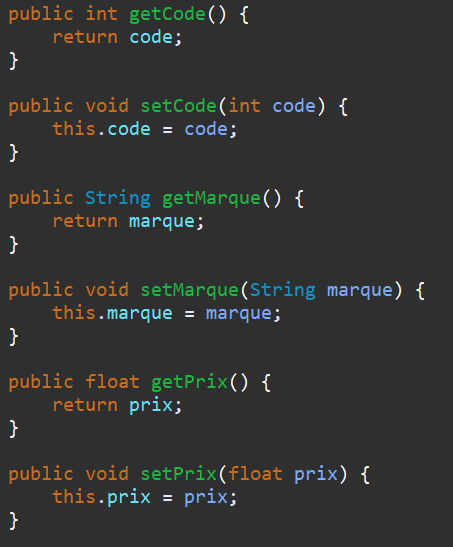 public int getCode() {
    return code;
}

public void setCode(int code) {
    this.code = code;
}

public String getMarque() {
    return marque;
}

public void setMarque(String marque) {
    this.marque = marque;
}

public float getPrix() {
    return prix;
}

public void setPrix(float prix) {
    this.prix = prix;
}